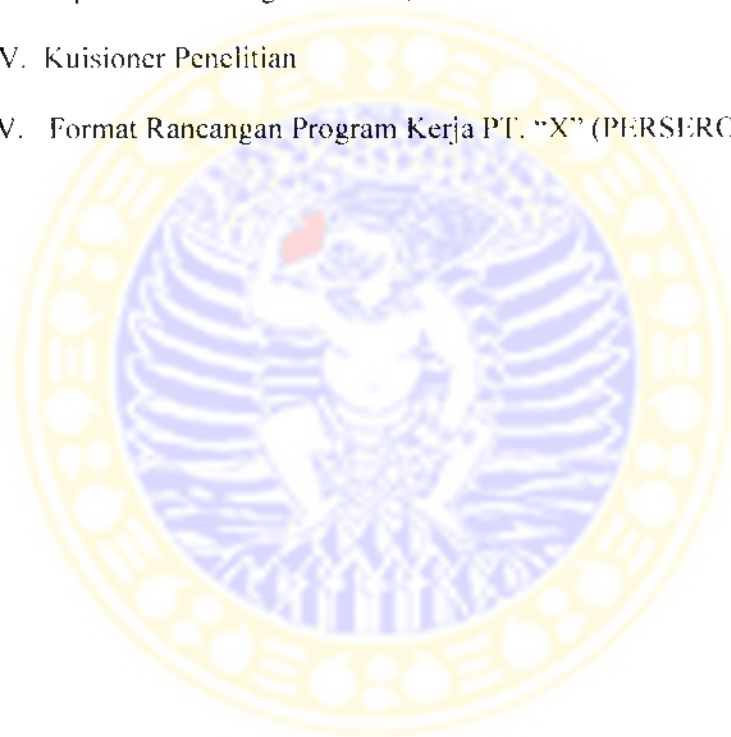 V. Kuisioner Penelitian
V. Format Rancangan Program Kerja PT. “X” (PERSERO